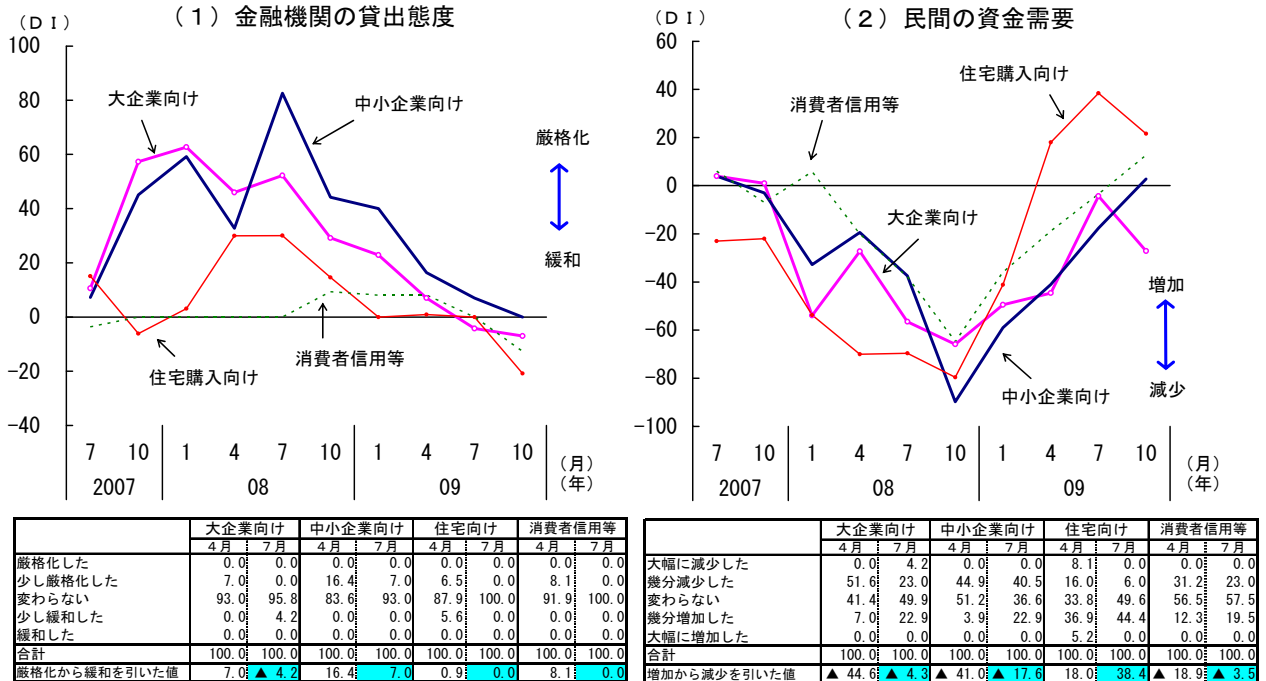 （ＤＩ）
（１）金融機関の貸出態度
100
80
60
40
20
0
−20
−40
大企業向け
中小企業向け
厳格化
緩和
消費者信用等
住宅購入向け
7 10 1 4 7 10 1 4 7 10
（月）
2007 08 09
（年）
大企業向け 中小企業向け 住宅向け 消費者信用等
4月 7月 4月 7月 4月 7月 4月 7月
厳格化した 0.0 0.0 0.0 0.0 0.0 0.0 0.0 0.0
少し厳格化した 7.0 0.0 16.4 7.0 6.5 0.0 8.1 0.0
変わらない 93.0 95.8 83.6 93.0 87.9 100.0 91.9 100.0
少し緩和した 0.0 4.2 0.0 0.0 5.6 0.0 0.0 0.0
緩和した 0.0 0.0 0.0 0.0 0.0 0.0 0.0 0.0
合計 100.0 100.0 100.0 100.0 100.0 100.0 100.0 100.0
厳格化から緩和を引いた値 7.0 ▲ 4.2 16.4 7.0 0.9 0.0 8.1 0.0
（ＤＩ）
（２）民間の資金需要
60
40
20
0
−20
−40
−60
−80
−100
住宅購入向け
消費者信用等
大企業向け
増加
減少
中小企業向け
7 10 1 4 7 10 1 4 7 10
（月）
2007 08 09
（年）
大企業向け 中小企業向け 住宅向け 消費者信用等
4月 7月 4月 7月 4月 7月 4月 7月
大幅に減少した 0.0 4.2 0.0 0.0 8.1 0.0 0.0 0.0
幾分減少した 51.6 23.0 44.9 40.5 16.0 6.0 31.2 23.0
変わらない 41.4 49.9 51.2 36.6 33.8 49.6 56.5 57.5
幾分増加した 7.0 22.9 3.9 22.9 36.9 44.4 12.3 19.5
大幅に増加した 0.0 0.0 0.0 0.0 5.2 0.0 0.0 0.0
合計 100.0 100.0 100.0 100.0 100.0 100.0 100.0 100.0
増加から減少を引いた値 ▲ 44.6 ▲ 4.3 ▲ 41.0 ▲ 17.6 18.0 38.4 ▲ 18.9 ▲ 3.5